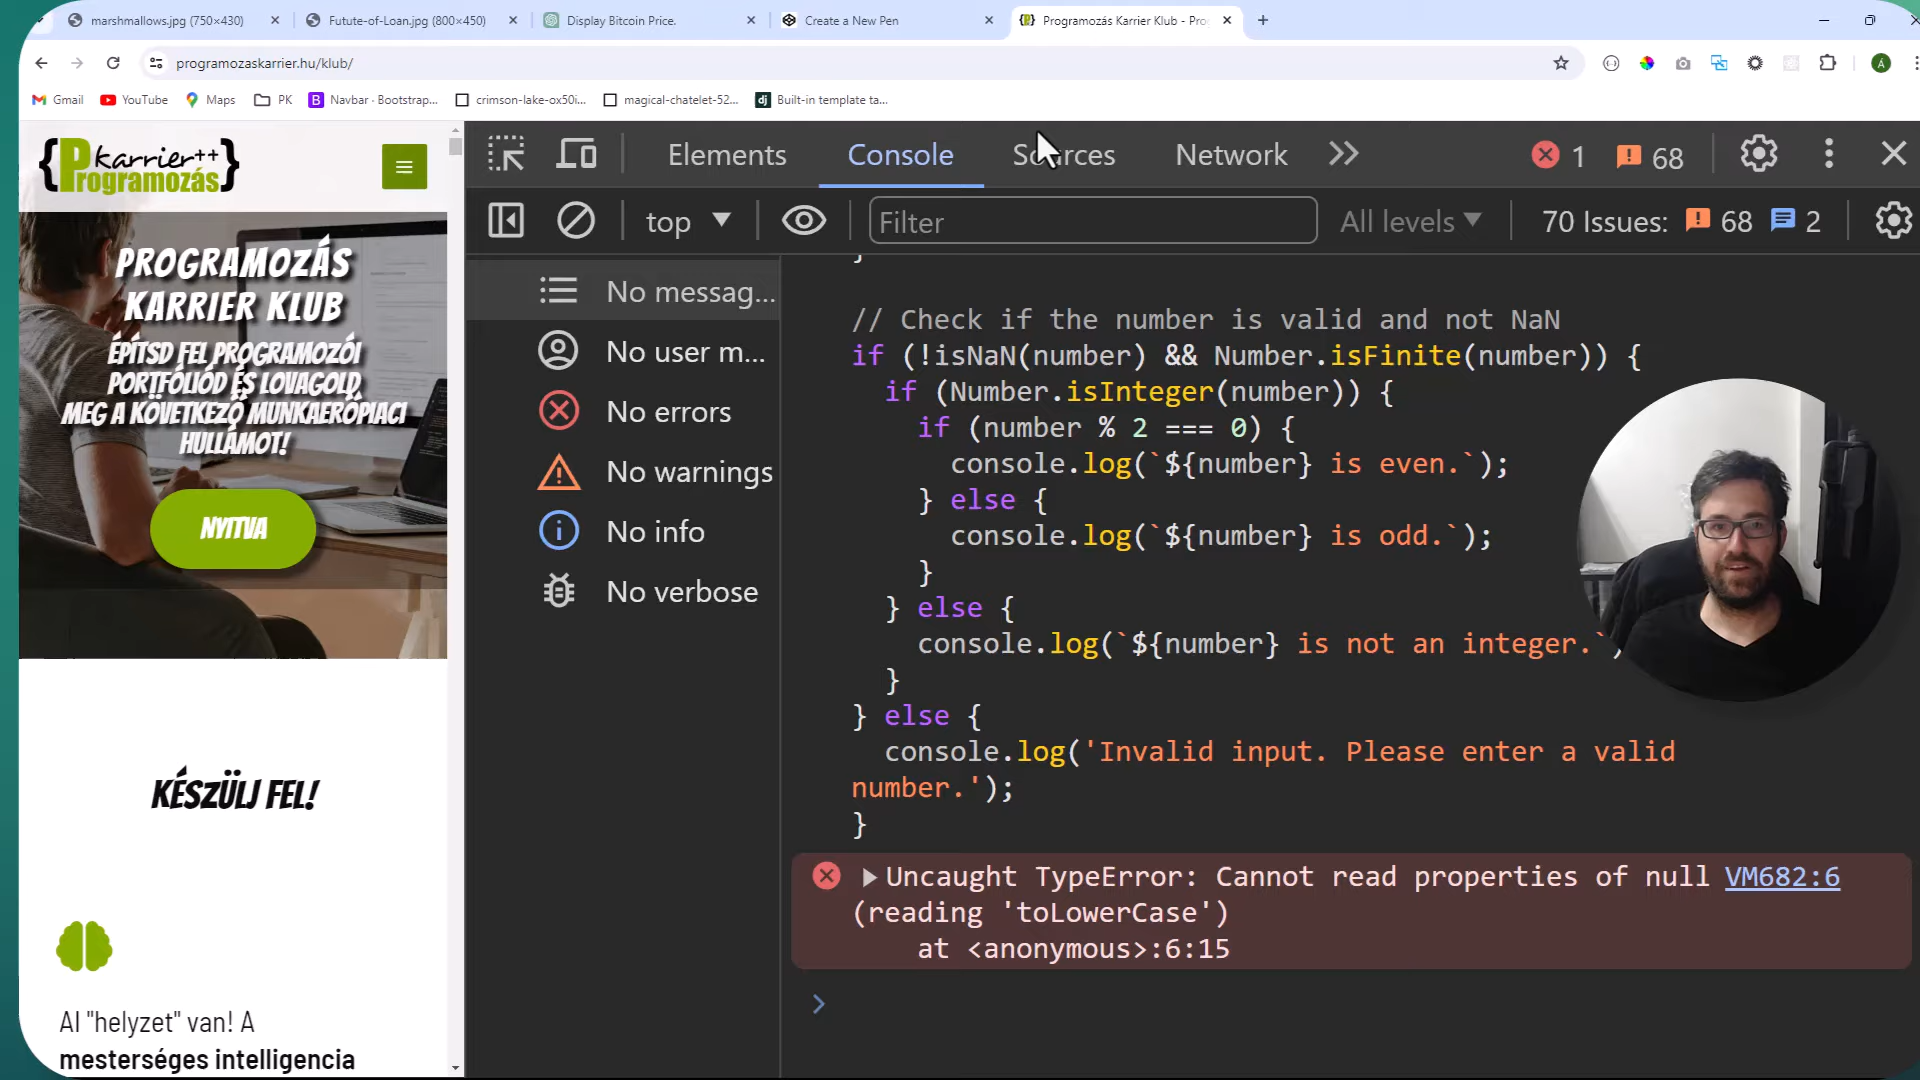 marshmallows.jpg (750×430)
Futute-of-Loan.jpg (800×450)
Display Bitcoin Price.
Create a New Pen
Programozás Karrier Klub - Pro
programozaskarrier.hu/klub/
Gmail
YouTube
Maps
PK
Navbar · Bootstrap...
crimson-lake-ox50i...
magical-chatelet-52...
Built-in template ta...
{Programozás karrier++}
PROGRAMOZÁS
KARRIER KLUB
ÉPÍTSD FEL PROGRAMOZÓI
PORTFÓLIÓD ÉS LOVAGOLD
MEG A KÖVETKEZŐ MUNKAERŐPIACI
HULLÁMOT!
NYITVA
KÉSZÜLJ FEL!
AI "helyzet" van! A
mesterséges intelligencia
Elements
Console
Sources
Network
1
68
top
Filter
All levels
70 Issues:
68
2
No messag...
No user m...
No errors
No warnings
No info
No verbose
}
// Check if the number is valid and not NaN
if (!isNaN(number) && Number.isFinite(number)) {
if (Number.isInteger(number)) {
if (number % 2 === 0) {
console.log(`${number} is even.`);
} else {
console.log(`${number} is odd.`);
}
} else {
console.log(`${number} is not an integer.`)
}
} else {
console.log('Invalid input. Please enter a valid
number.');
}
Uncaught TypeError: Cannot read properties of null VM682:6
(reading 'toLowerCase')
at <anonymous>:6:15
>